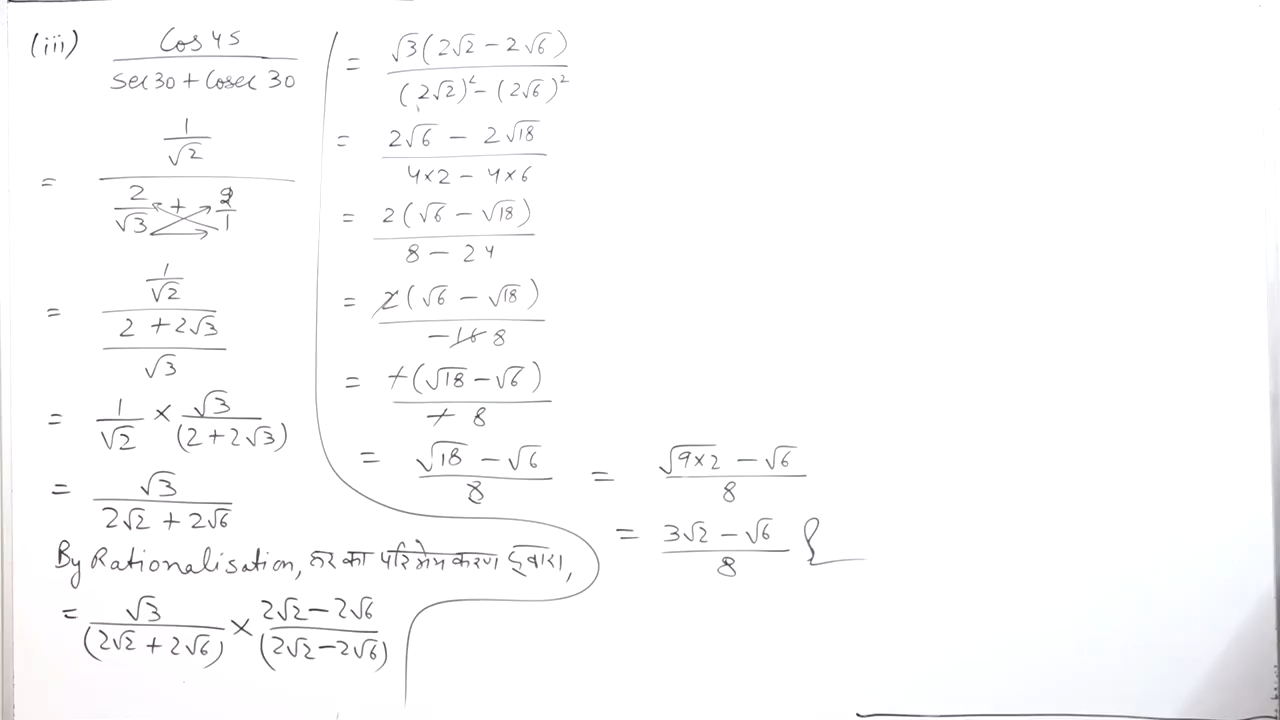 (iii) Cos 45 / (sec 30 + Cosec 30)
= (1/√2) / (2/√3 + 2/1)
= (1/√2) / ((2 + 2√3)/√3)
= 1/√2 × √3/(2 + 2√3)
= √3/(2√2 + 2√6)
By Rationalisation, हर का परिमेयकरण द्वारा,
= √3/(2√2 + 2√6) × (2√2 − 2√6)/(2√2 − 2√6)
= √3(2√2 − 2√6)/((2√2)² − (2√6)²)
= (2√6 − 2√18)/(4×2 − 4×6)
= 2(√6 − √18)/(8 − 24)
= 2(√6 − √18)/(−16 8)
= +(√18 − √6)/(+ 8)
= (√18 − √6)/8 = (√9×2 − √6)/8
= (3√2 − √6)/8